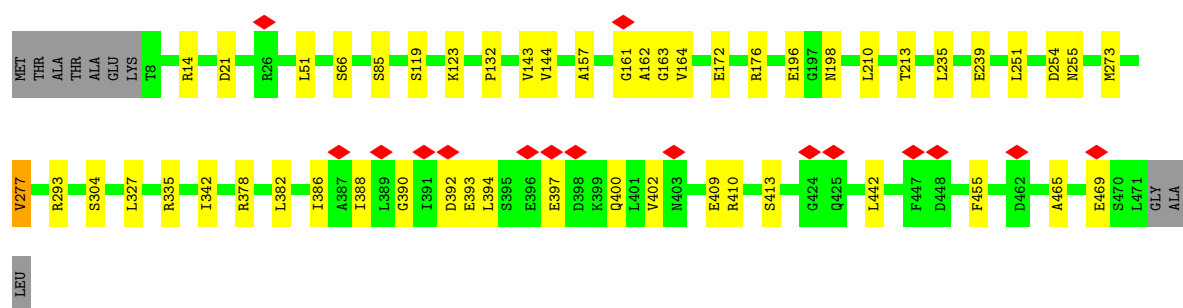 MET THR ALA THR ALA GLU LYS T8 R14 D21 R26 L51 S66 S85 S119 K123 P132 V143 V144 A157 G161 A162 G163 V164 E172 R176 E196 G197 N198 L210 T213 L235 E239 L251 D254 N255 M273
V277 R293 S304 L327 R335 I342 R378 L382 I386 A387 I388 L389 G390 I391 D392 E393 L394 S395 E396 E397 D398 K399 Q400 L401 V402 N403 E409 R410 S413 G424 Q425 L442 F447 D448 F455 D462 A465 E469 S470 L471 GLY ALA
LEU